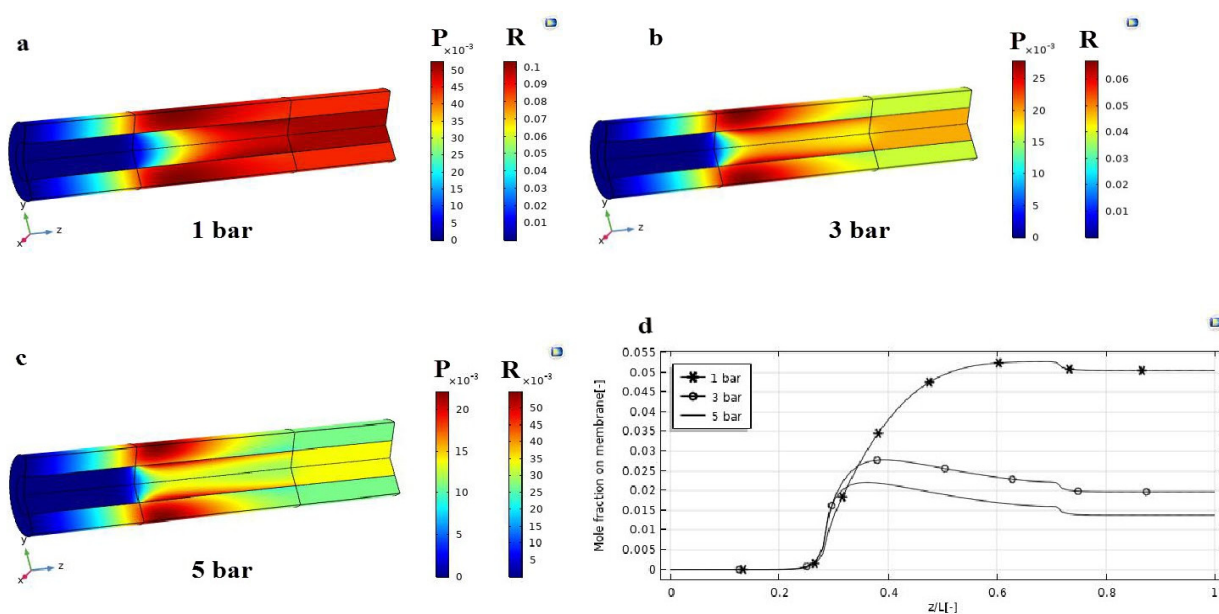 a
P R
×10⁻³
50
45
40
35
30
25
20
15
10
5
0
0.1
0.09
0.08
0.07
0.06
0.05
0.04
0.03
0.02
0.01
y
z
x
1 bar
b
P R
×10⁻³
25
20
15
10
5
0
0.06
0.05
0.04
0.03
0.02
0.01
y
z
x
3 bar
c
P R
×10⁻³ ×10⁻³
20
15
10
5
0
50
45
40
35
30
25
20
15
10
5
0
y
z
x
5 bar
d
Mole fraction on membrane[-]
0.055
0.05
0.045
0.04
0.035
0.03
0.025
0.02
0.015
0.01
0.005
0
1 bar
3 bar
5 bar
0 0.2 0.4 0.6 0.8 1
z/L[-]